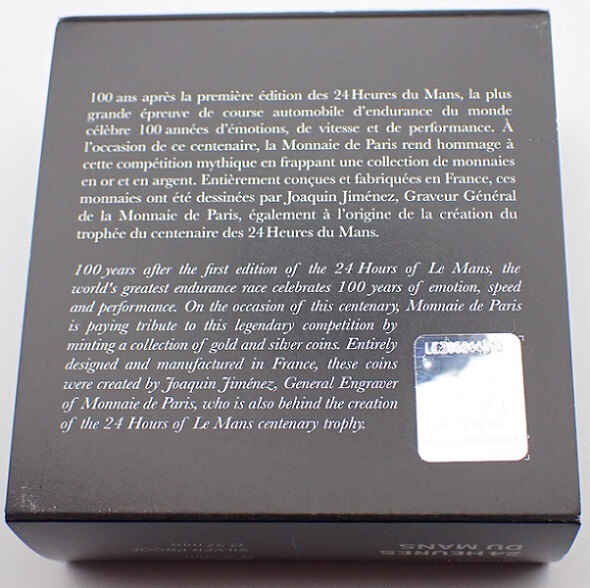 100 ans après la première édition des 24 Heures du Mans, la plus
grande épreuve de course automobile d'endurance du monde
célèbre 100 années d'émotions, de vitesse et de performance. À
l'occasion de ce centenaire, la Monnaie de Paris rend hommage à
cette compétition mythique en frappant une collection de monnaies
en or et en argent. Entièrement conçues et fabriquées en France, ces
monnaies ont été dessinées par Joaquin Jiménez, Graveur Général
de la Monnaie de Paris, également à l'origine de la création du
trophée du centenaire des 24 Heures du Mans.
100 years after the first edition of the 24 Hours of Le Mans, the
world's greatest endurance race celebrates 100 years of emotion, speed
and performance. On the occasion of this centenary, Monnaie de Paris
is paying tribute to this legendary competition by
minting a collection of gold and silver coins. Entirely
designed and manufactured in France, these coins
were created by Joaquin Jiménez, General Engraver
of Monnaie de Paris, who is also behind the creation
of the 24 Hours of Le Mans centenary trophy.
24 HEURES
DU MANS
SILVER PROOF